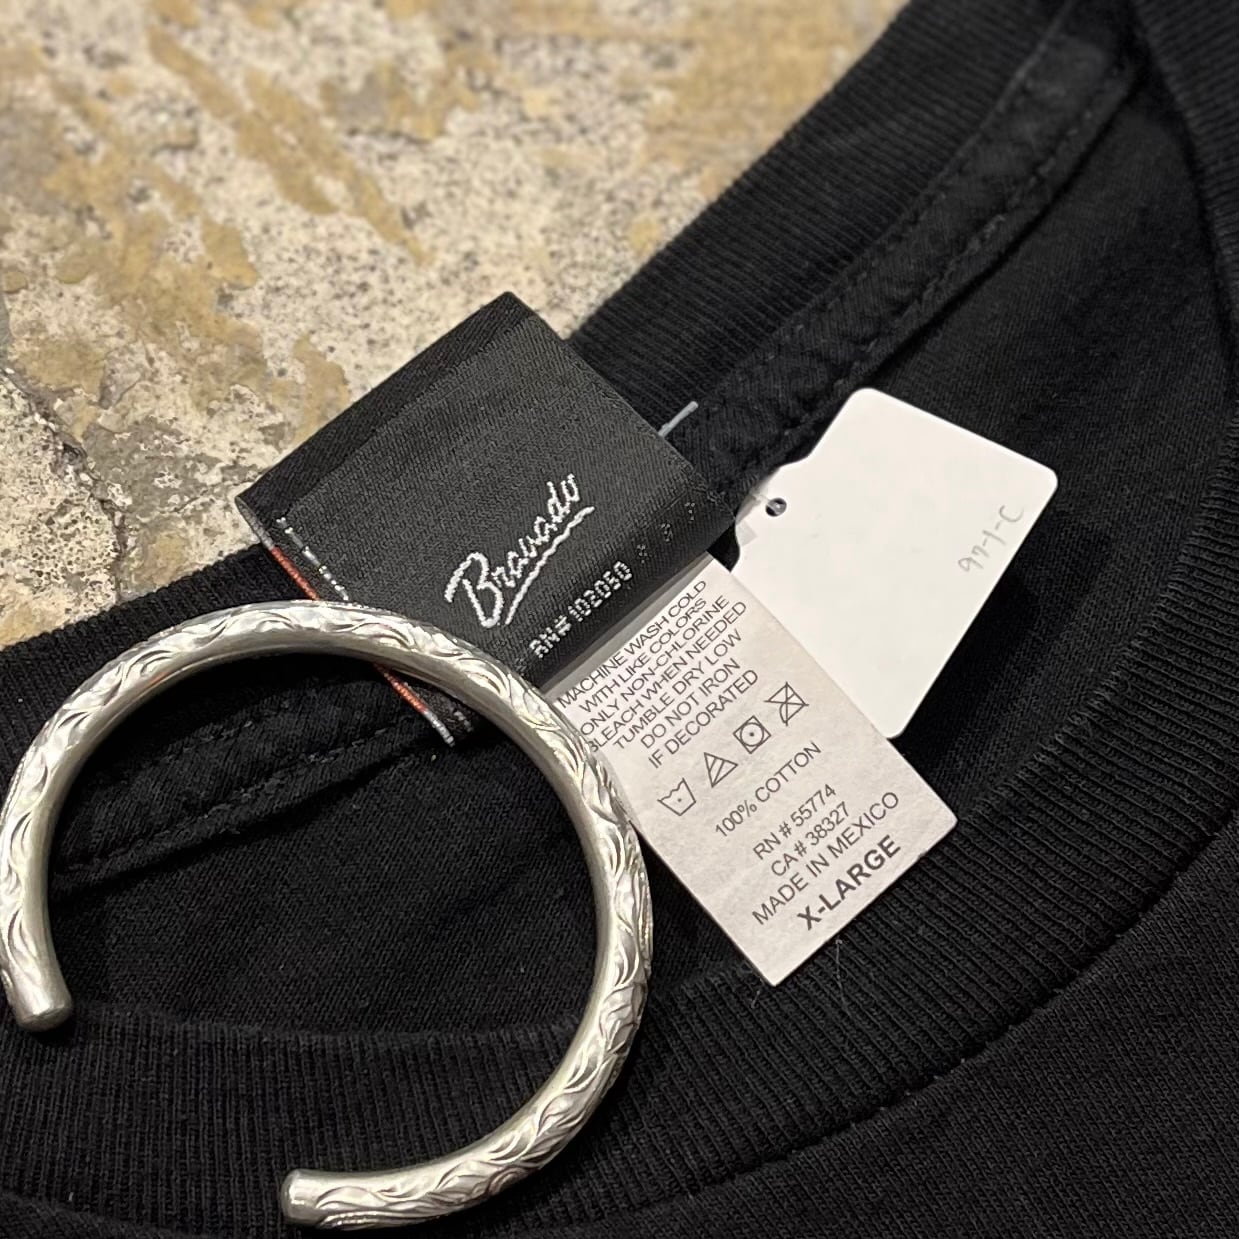 Bravado
RN# 102050
MACHINE WASH COLD
WITH LIKE COLORS
ONLY NON-CHLORINE
BLEACH WHEN NEEDED
TUMBLE DRY LOW
DO NOT IRON
IF DECORATED
100% COTTON
RN # 55774
CA # 38327
MADE IN MEXICO
X-LARGE